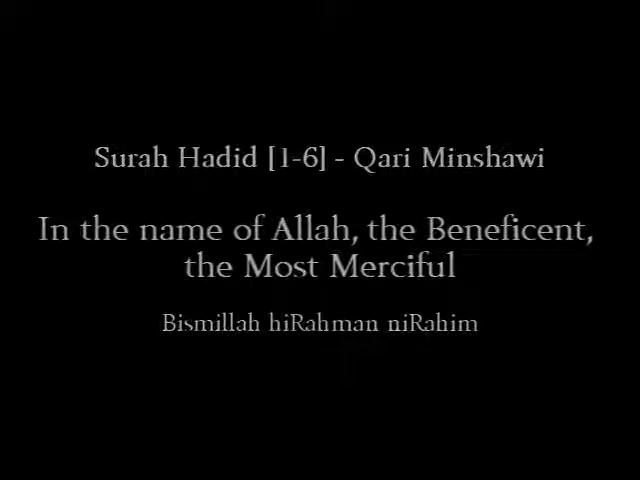 Surah Hadid [1-6] - Qari Minshawi
In the name of Allah, the Beneficent,
the Most Merciful
Bismillah hiRahman niRahim